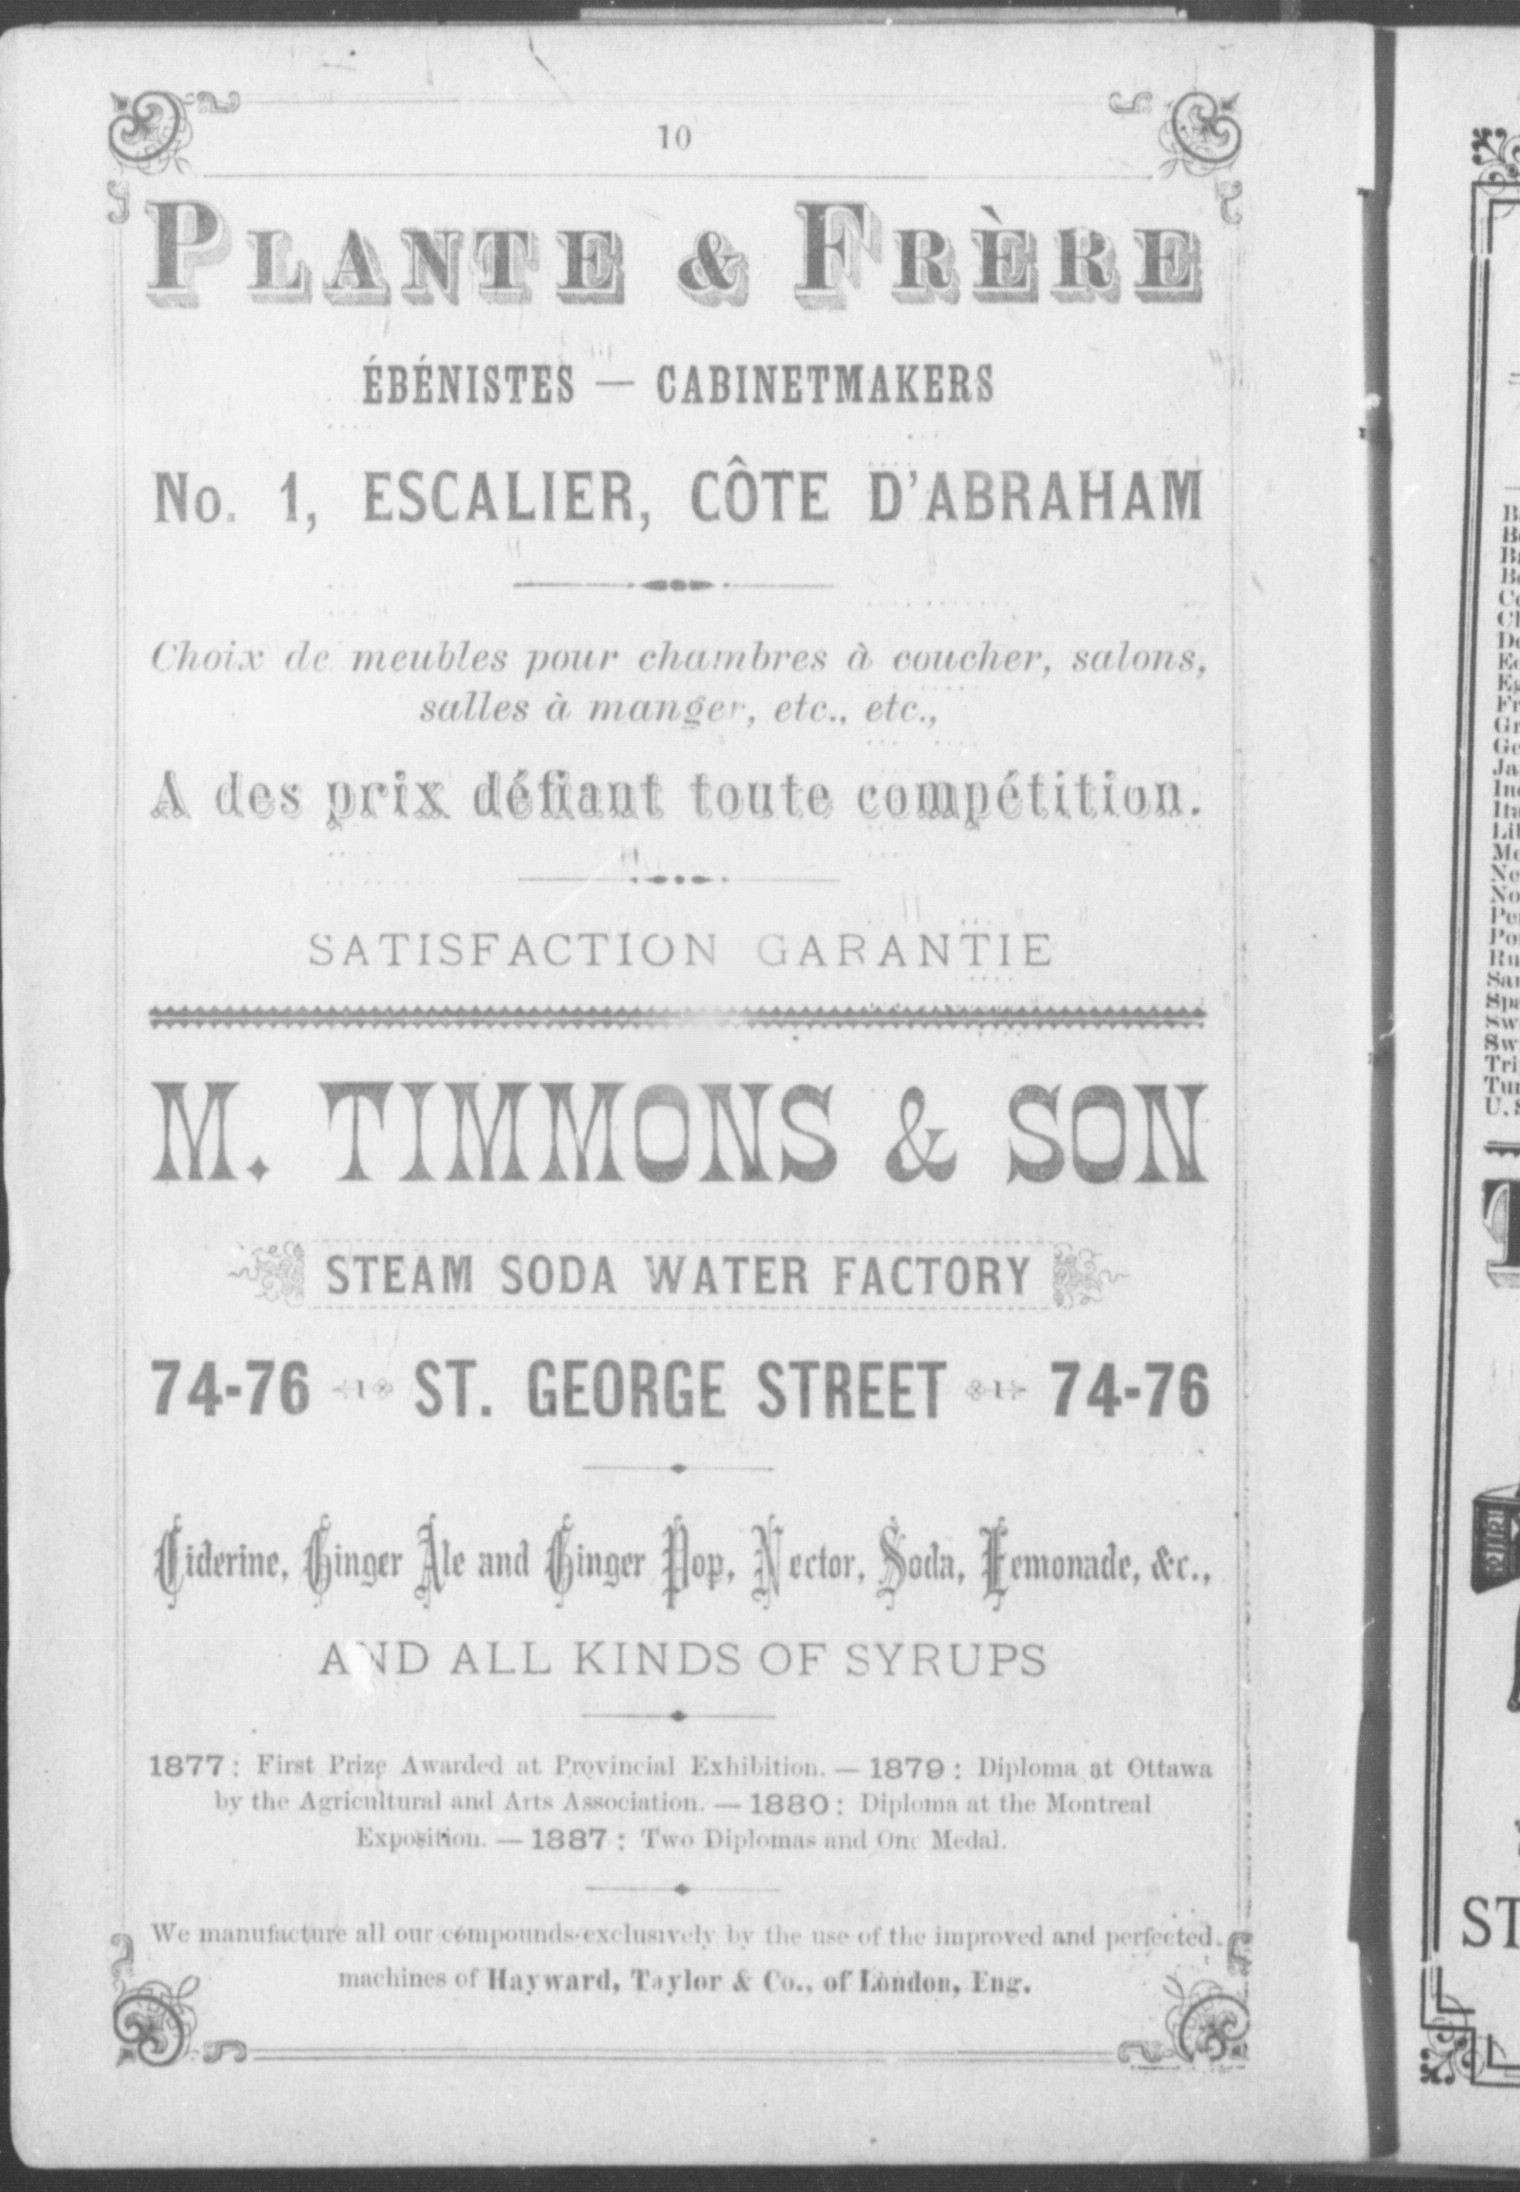 10
PLANTE & FRÈRE
ÉBÉNISTES — CABINETMAKERS
No. 1, ESCALIER, CÔTE D'ABRAHAM
Choix de meubles pour chambres à coucher, salons,
salles à manger, etc., etc.,
A des prix défiant toute compétition.
SATISFACTION GARANTIE
M. TIMMONS & SON
STEAM SODA WATER FACTORY
74-76 ST. GEORGE STREET 74-76
Ciderine, Ginger Ale and Ginger Pop, Nector, Soda, Lemonade, &c.,
AND ALL KINDS OF SYRUPS
1877: First Prize Awarded at Provincial Exhibition. — 1879: Diploma at Ottawa
by the Agricultural and Arts Association. — 1880: Diploma at the Montreal
Exposition. — 1887: Two Diplomas and One Medal.
We manufacture all our compounds exclusively by the use of the improved and perfected
machines of Hayward, Taylor & Co., of London, Eng.
ST